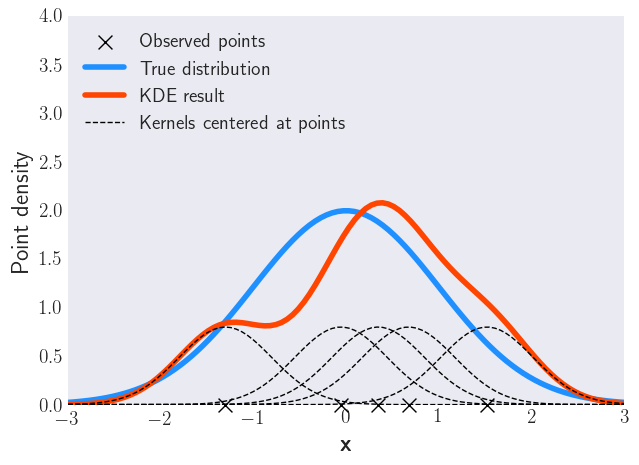 4.0
3.5
3.0
2.5
2.0
1.5
1.0
0.5
0.0
Point density
Observed points
True distribution
KDE result
Kernels centered at points
−3 −2 −1 0 1 2 3
x